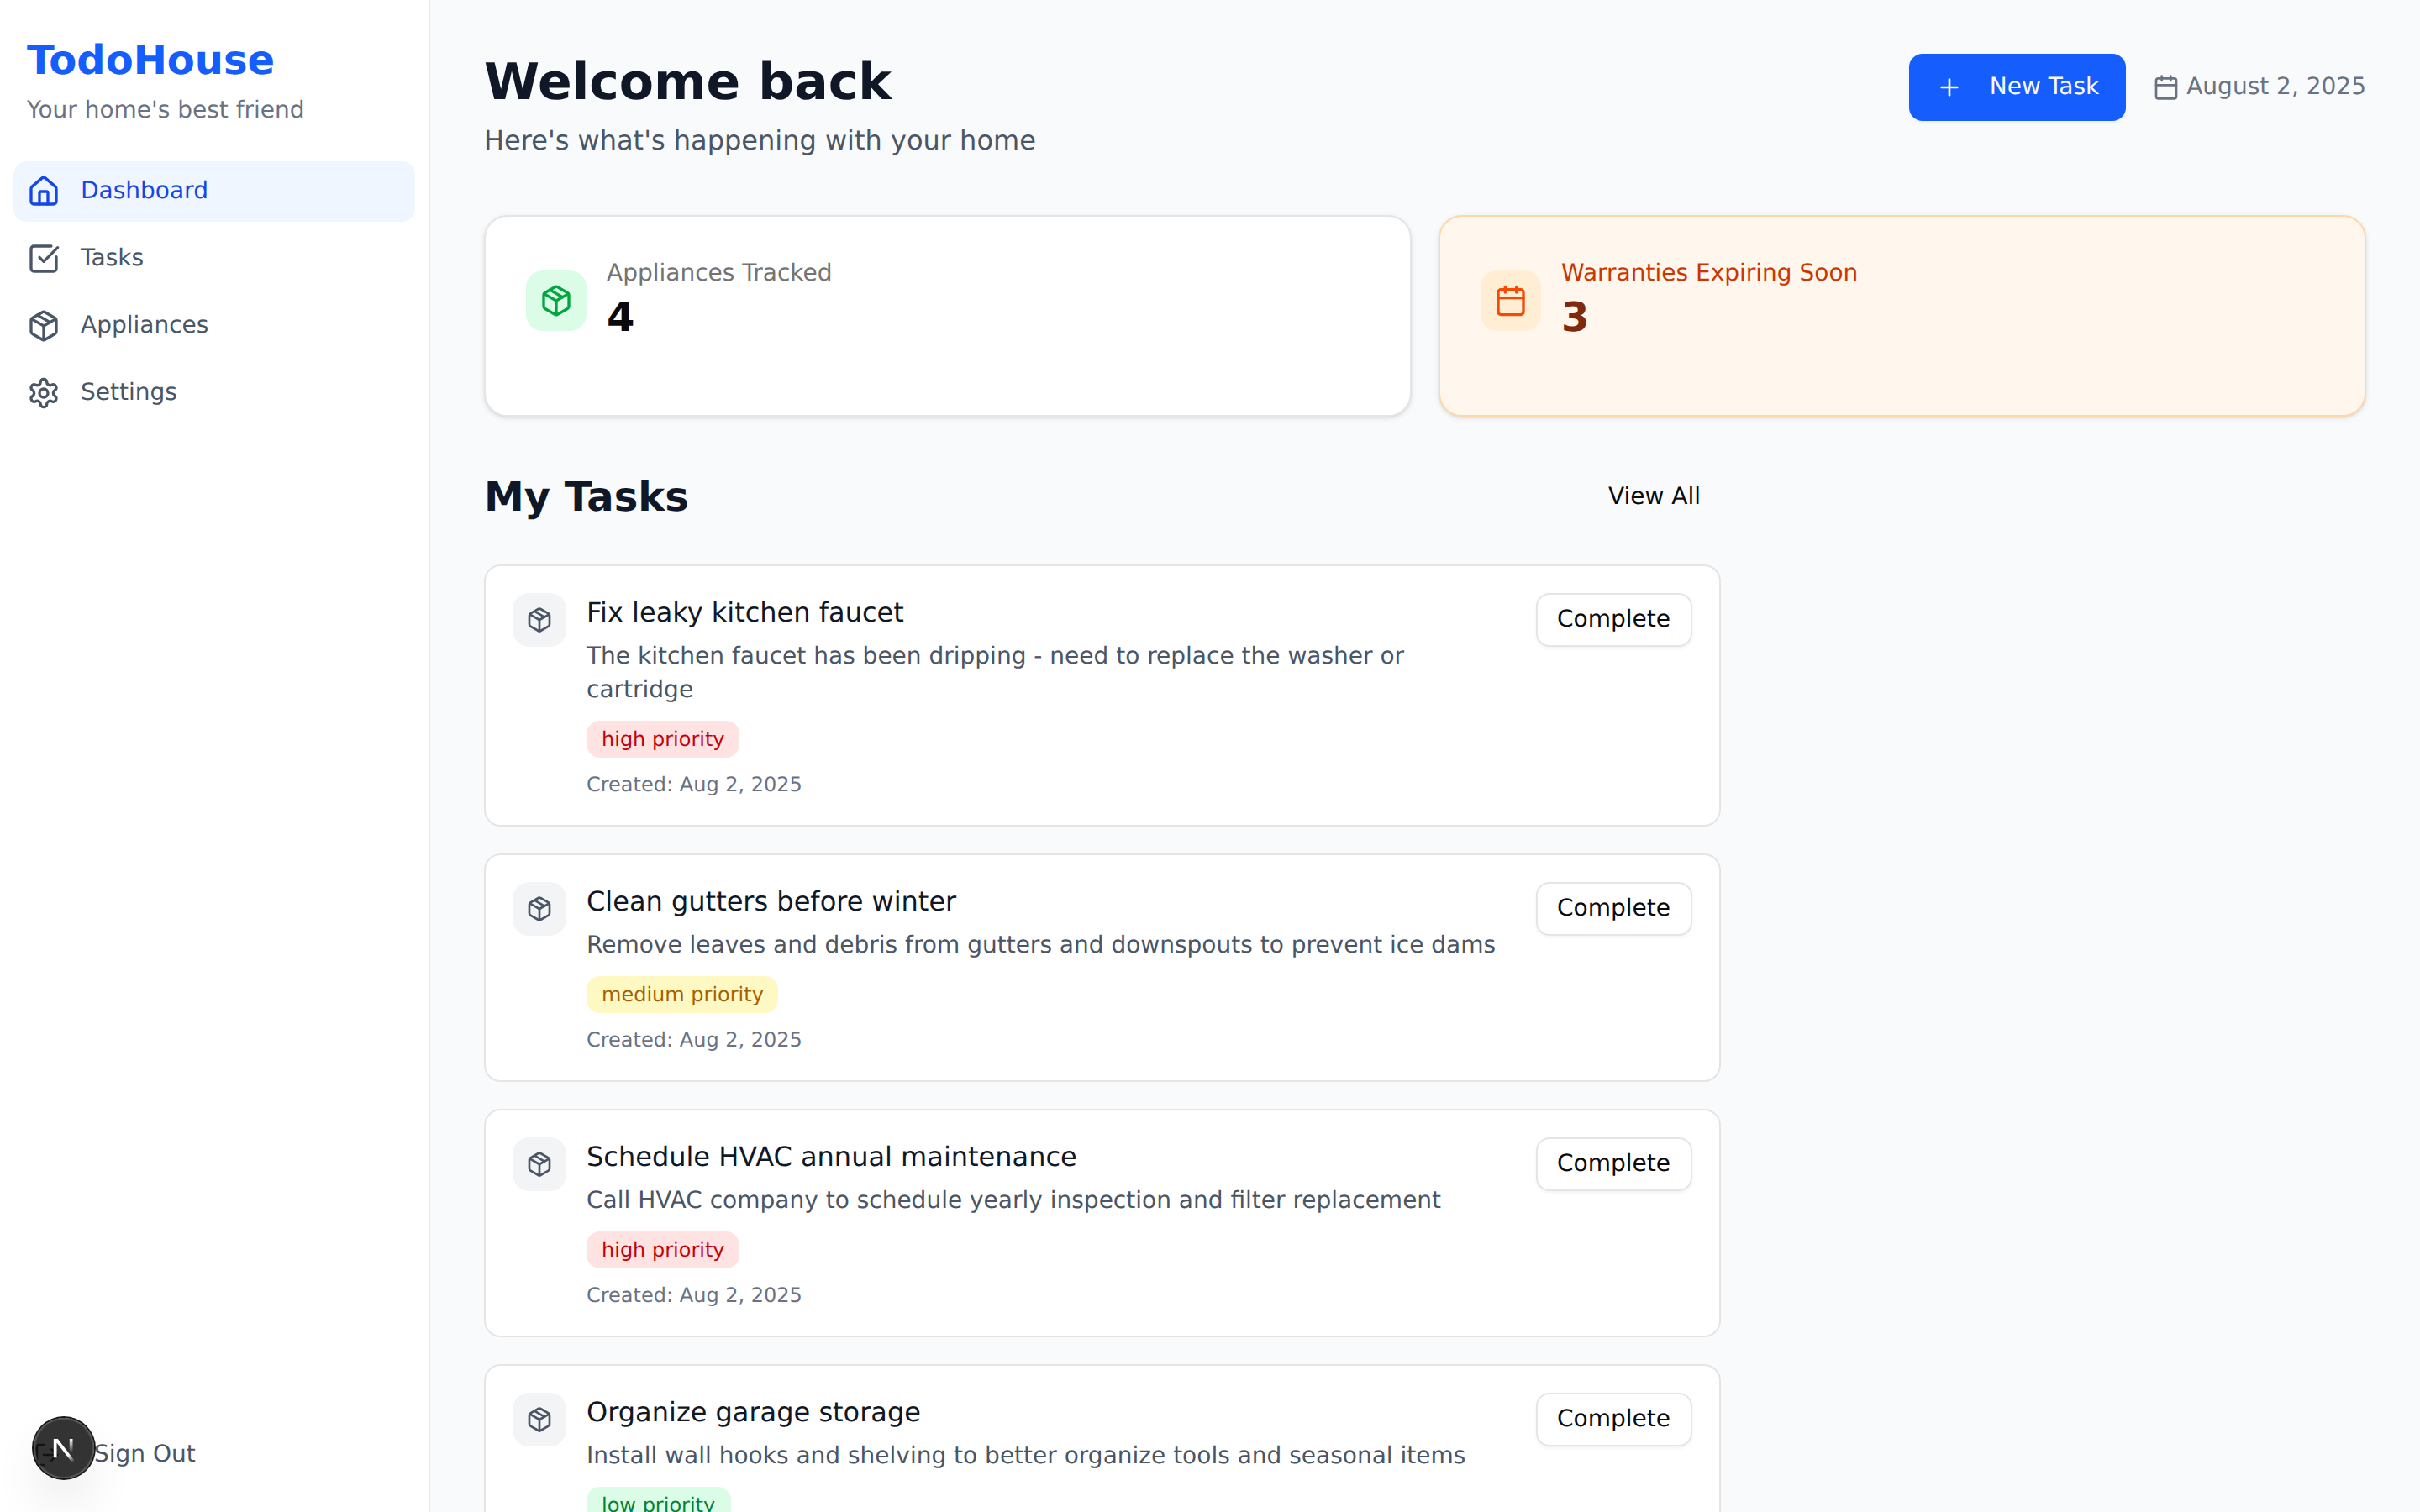 TodoHouse
Your home's best friend
Dashboard
Tasks
Appliances
Settings
N
Sign Out
Welcome back
Here's what's happening with your home
New Task
August 2, 2025
Appliances Tracked
4
Warranties Expiring Soon
3
My Tasks
View All
Fix leaky kitchen faucet
Complete
The kitchen faucet has been dripping - need to replace the washer or
cartridge
high priority
Created: Aug 2, 2025
Clean gutters before winter
Complete
Remove leaves and debris from gutters and downspouts to prevent ice dams
medium priority
Created: Aug 2, 2025
Schedule HVAC annual maintenance
Complete
Call HVAC company to schedule yearly inspection and filter replacement
high priority
Created: Aug 2, 2025
Organize garage storage
Complete
Install wall hooks and shelving to better organize tools and seasonal items
low priority